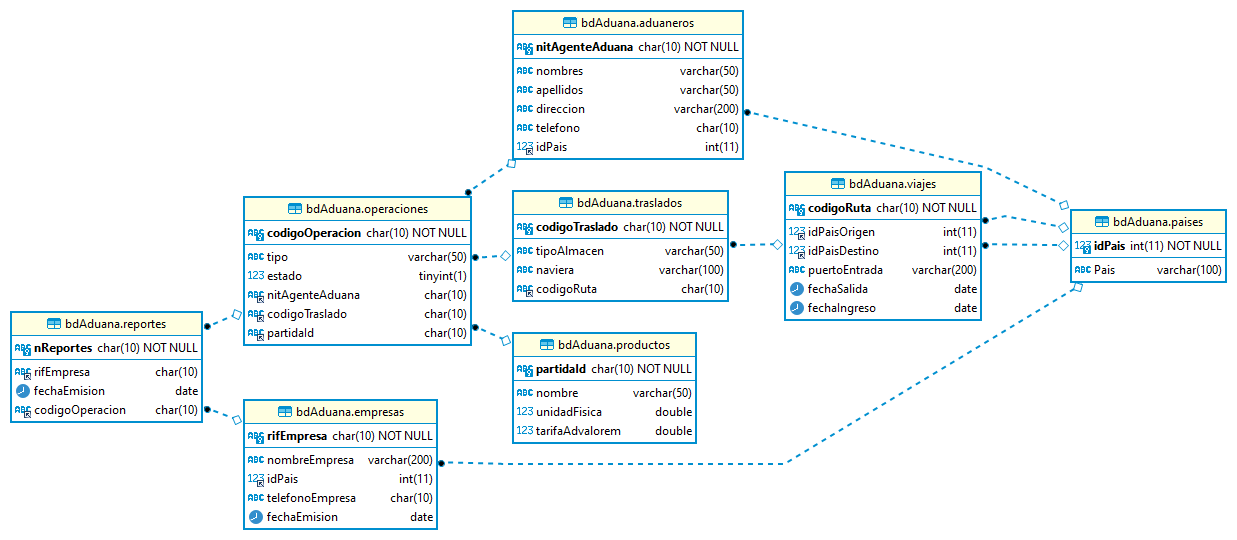 bdAduana.aduaneros
nitAgenteAduana char(10) NOT NULL
nombres varchar(50)
apellidos varchar(50)
direccion varchar(200)
telefono char(10)
idPais int(11)
bdAduana.operaciones
codigoOperacion char(10) NOT NULL
tipo varchar(50)
estado tinyint(1)
nitAgenteAduana char(10)
codigoTraslado char(10)
partidaId char(10)
bdAduana.traslados
codigoTraslado char(10) NOT NULL
tipoAlmacen varchar(50)
naviera varchar(100)
codigoRuta char(10)
bdAduana.viajes
codigoRuta char(10) NOT NULL
idPaisOrigen int(11)
idPaisDestino int(11)
puertoEntrada varchar(200)
fechaSalida date
fechaIngreso date
bdAduana.paises
idPais int(11) NOT NULL
Pais varchar(100)
bdAduana.reportes
nReportes char(10) NOT NULL
rifEmpresa char(10)
fechaEmision date
codigoOperacion char(10)
bdAduana.productos
partidaId char(10) NOT NULL
nombre varchar(50)
unidadFisica double
tarifaAdvalorem double
bdAduana.empresas
rifEmpresa char(10) NOT NULL
nombreEmpresa varchar(200)
idPais int(11)
telefonoEmpresa char(10)
fechaEmision date